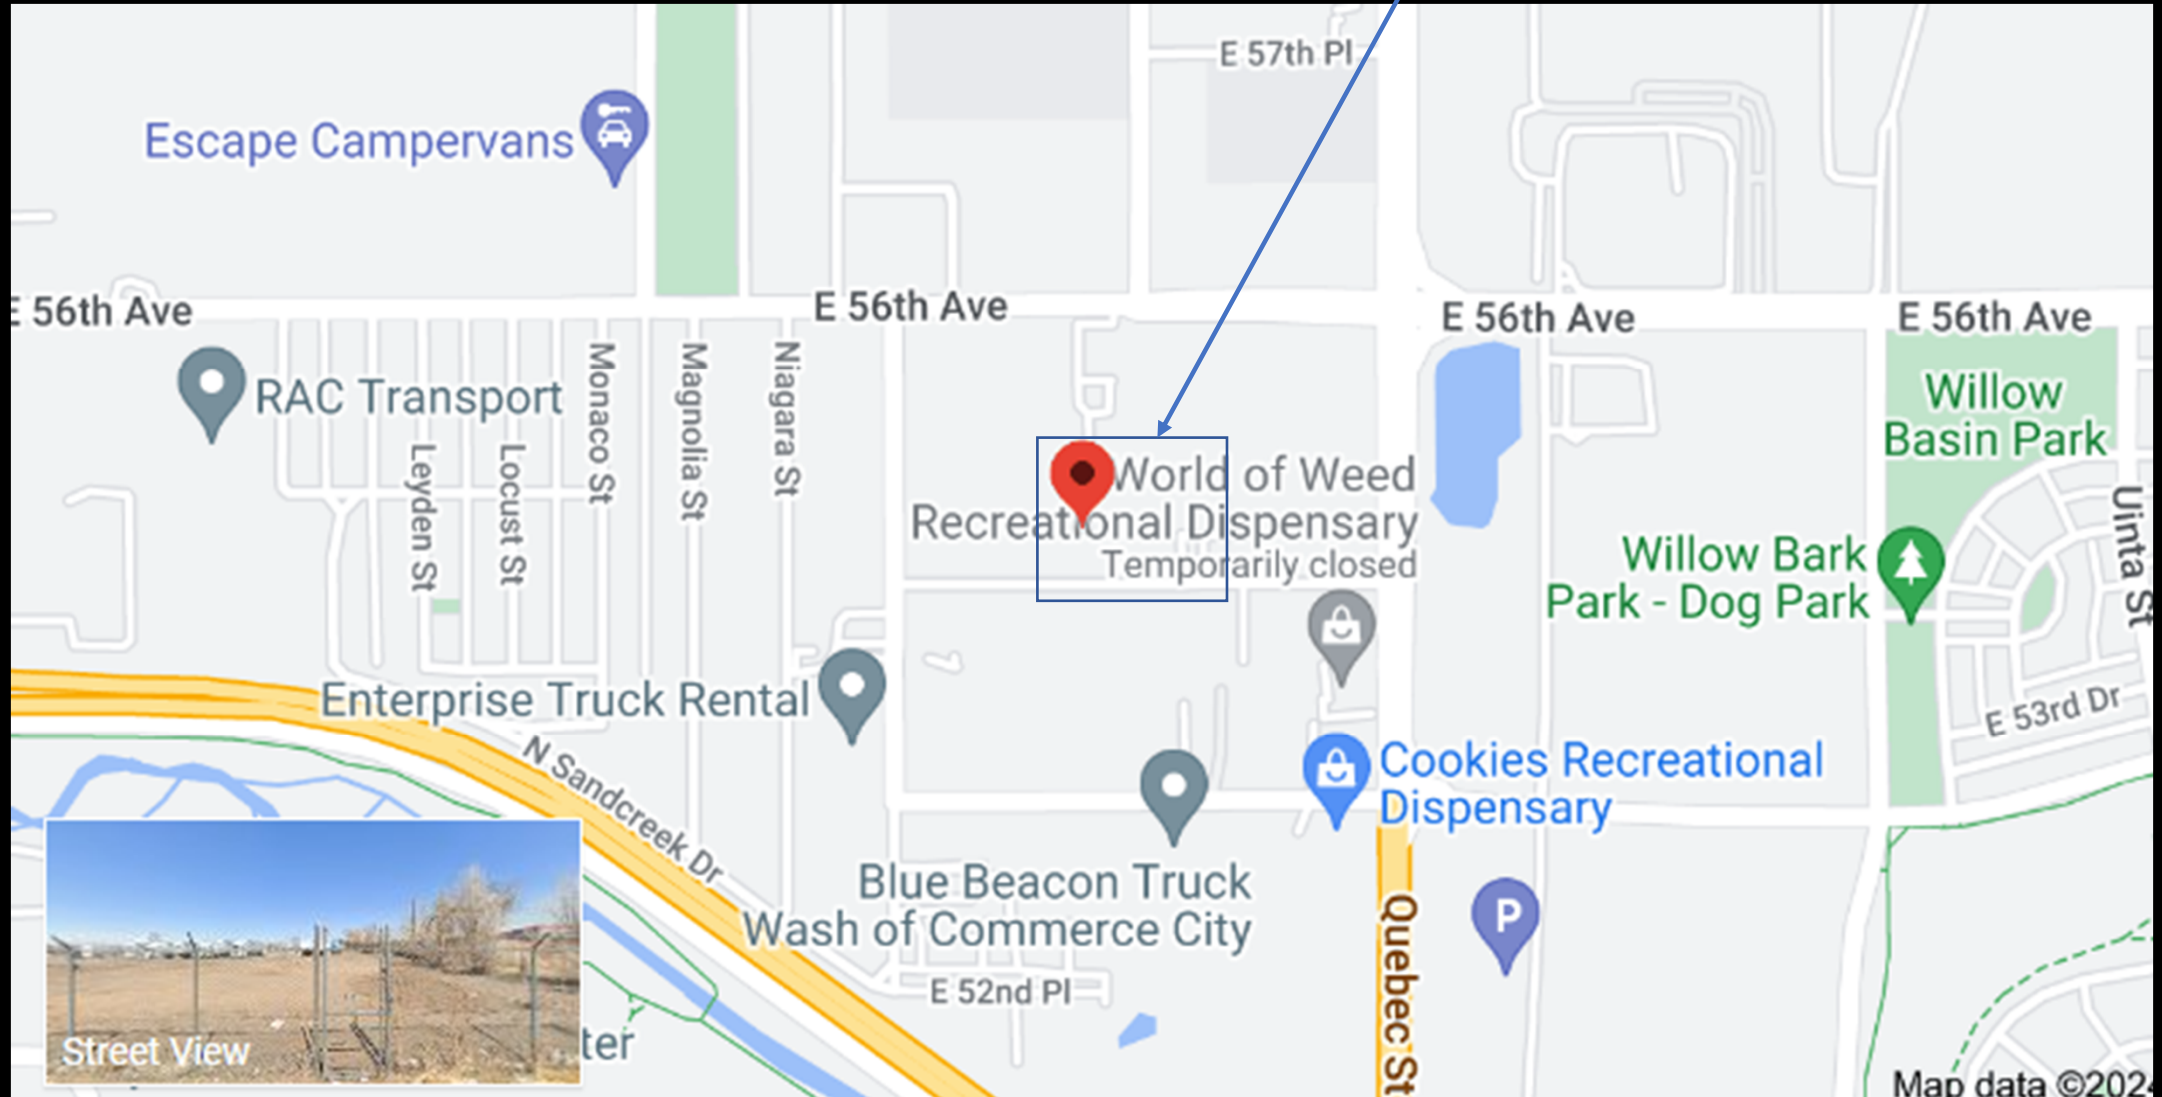 E 57th Pl
Escape Campervans
E 56th Ave
E 56th Ave
E 56th Ave
E 56th Ave
RAC Transport
Monaco St
Magnolia St
Niagara St
Leyden St
Locust St
World of Weed
Recreational Dispensary
Temporarily closed
Willow
Basin Park
Uinta St
Willow Bark
Park - Dog Park
Enterprise Truck Rental
E 53rd Dr
N Sandcreek Dr
Cookies Recreational
Dispensary
Blue Beacon Truck
Wash of Commerce City
P
Quebec St
E 52nd Pl
Street View
ter
Map data ©2024